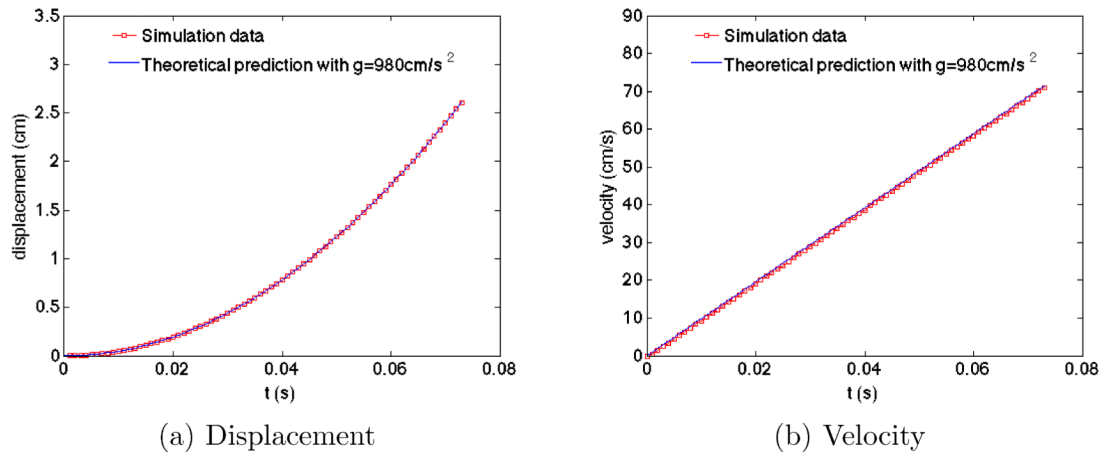 3.5
3
2.5
2
1.5
1
0.5
0
displacement (cm)
Simulation data
Theoretical prediction with g=980cm/s 2
0
0.02
0.04
0.06
0.08
t (s)
(a) Displacement
90
80
70
60
50
40
30
20
10
0
velocity (cm/s)
Simulation data
Theoretical prediction with g=980cm/s 2
0
0.02
0.04
0.06
0.08
t (s)
(b) Velocity